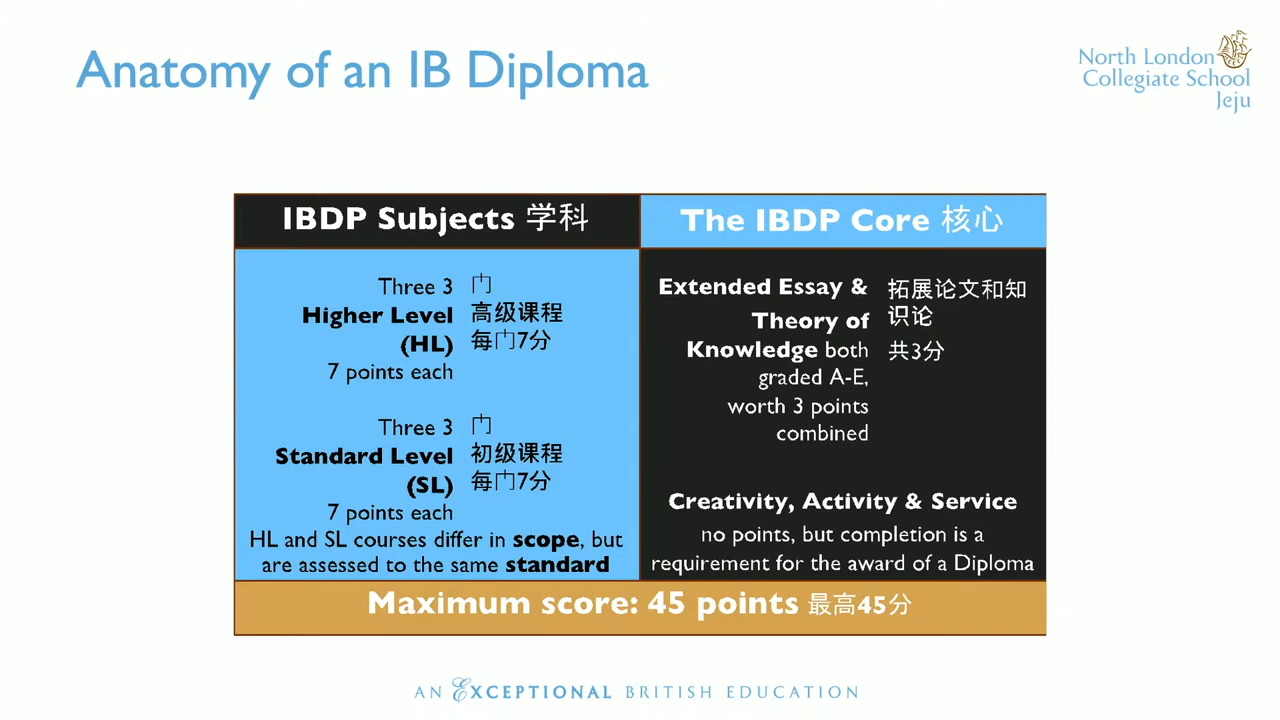 Anatomy of an IB Diploma
North London
Collegiate School
Jeju
IBDP Subjects 学科
Three 3 门
Higher Level 高级课程
(HL) 每门7分
7 points each
Three 3 门
Standard Level 初级课程
(SL) 每门7分
7 points each
HL and SL courses differ in scope, but
are assessed to the same standard
The IBDP Core 核心
Extended Essay & 拓展论文和知
Theory of 识论
Knowledge both 共3分
graded A-E,
worth 3 points
combined
Creativity, Activity & Service
no points, but completion is a
requirement for the award of a Diploma
Maximum score: 45 points 最高45分
AN EXCEPTIONAL BRITISH EDUCATION